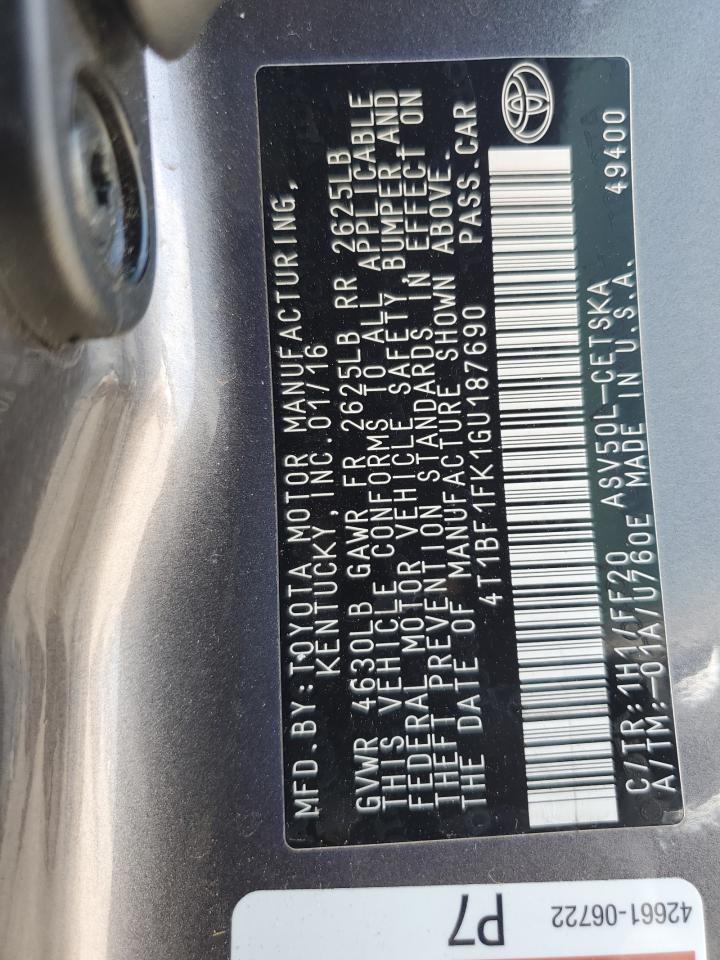 MFD.BY:TOYOTA MOTOR MANUFACTURING,
KENTUCKY, INC.01/16
GVWR 4630LB GAWR FR 2625LB RR 2625LB
THIS VEHICLE CONFORMS TO ALL APPLICABLE
FEDERAL MOTOR VEHICLE SAFETY, BUMPER AND
THEFT PREVENTION STANDARDS IN EFFECT ON
THE DATE OF MANUFACTURE SHOWN ABOVE.
4T1BF1FK1GU187690 PASS.CAR
C/TR:1H1/FF20 ASV50L-CETSKA 49400
A/TM:-01A/U760E MADE IN U.S.A.
P7
42661-06722